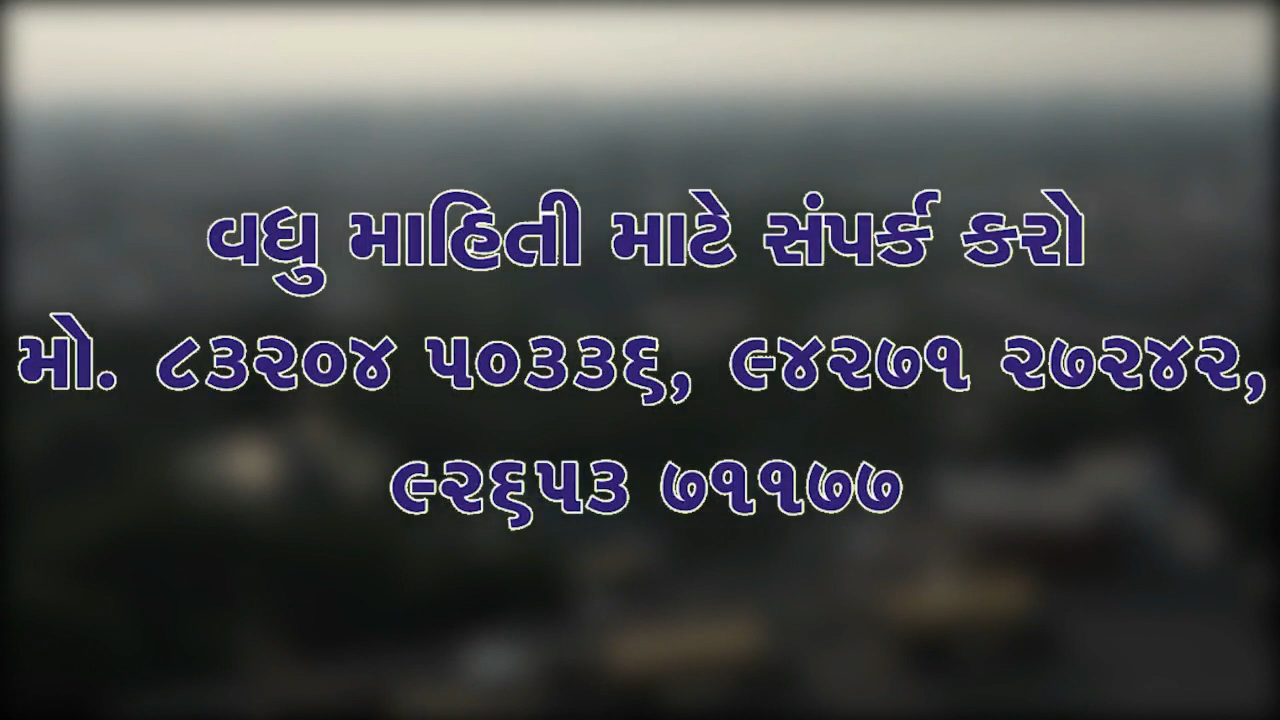 વધુ માહિતી માટે સંપર્ક કરો
મો. ૮૩૨૦૪ ૫૦૩૩૬, ૯૪૨૭૧ ૨૭૨૪૨,
૯૨૬૫૩ ૭૧૧૭૭